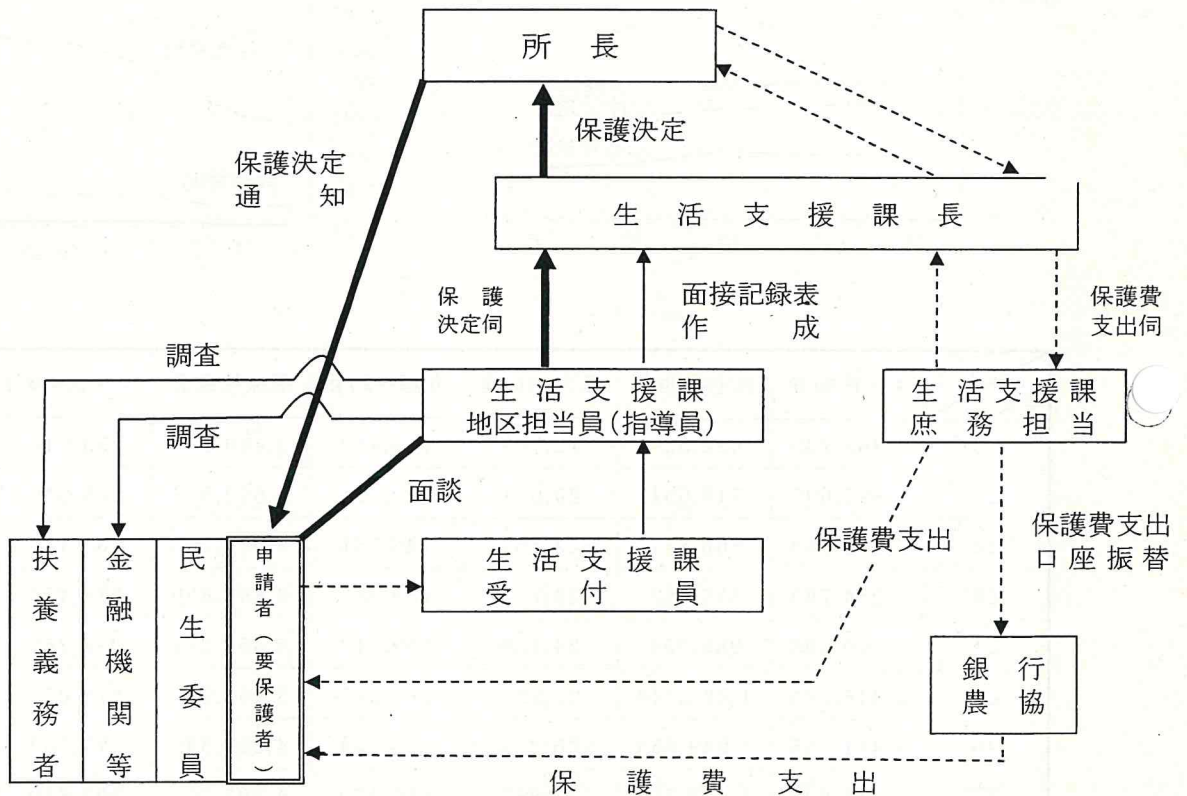 所長
保護決定
保護決定
通知
生活支援課長
保護
決定伺
面接記録表
作成
保護費
支出伺
調査
調査
生活支援課
地区担当員(指導員)
生活支援課
庶務担当
面談
保護費支出
保護費支出
口座振替
生活支援課
受付員
扶養義務者
金融機関等
民生委員
申請者(要保護者)
銀行
農協
保護費支出